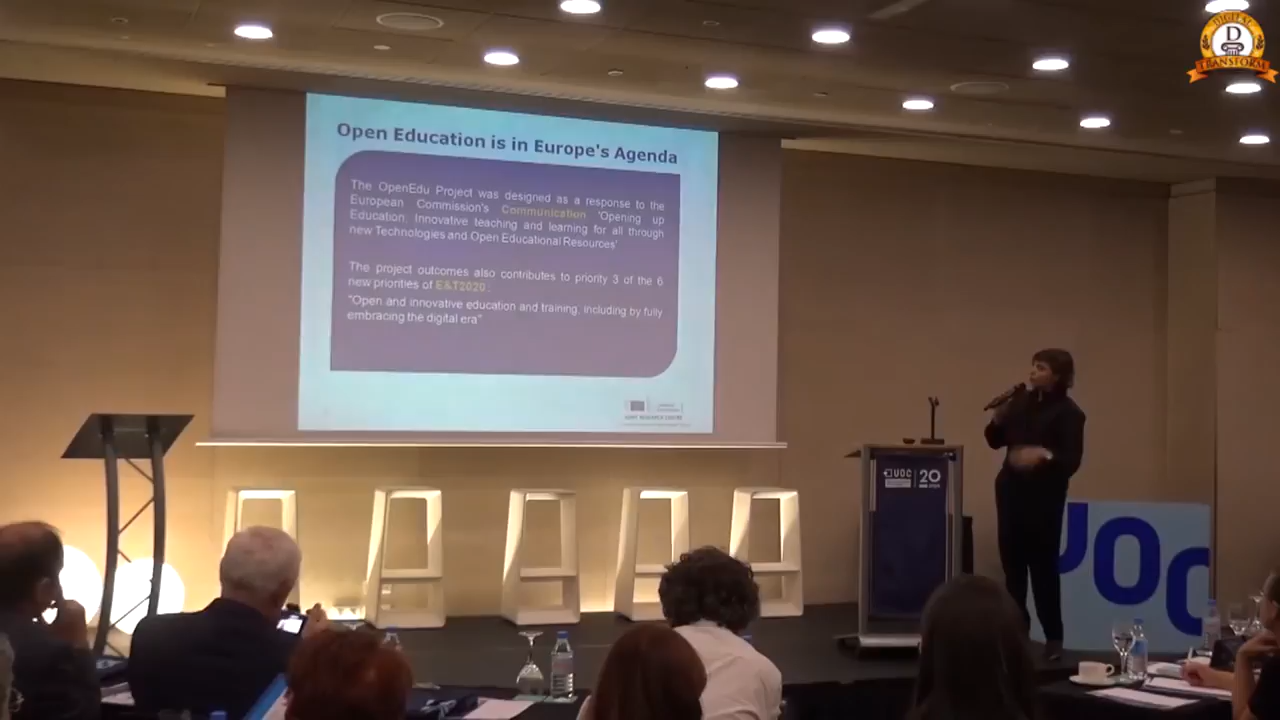 DIGITAL
D
TRANSFORM
Open Education is in Europe's Agenda
The OpenEdu Project was designed as a response to the
European Commission's Communication 'Opening up
Education: Innovative teaching and learning for all through
new Technologies and Open Educational Resources'
The project outcomes also contributes to priority 3 of the 6
new priorities of E&T2020:
"Open and innovative education and training, including by fully
embracing the digital era"
UOC 20
UOC